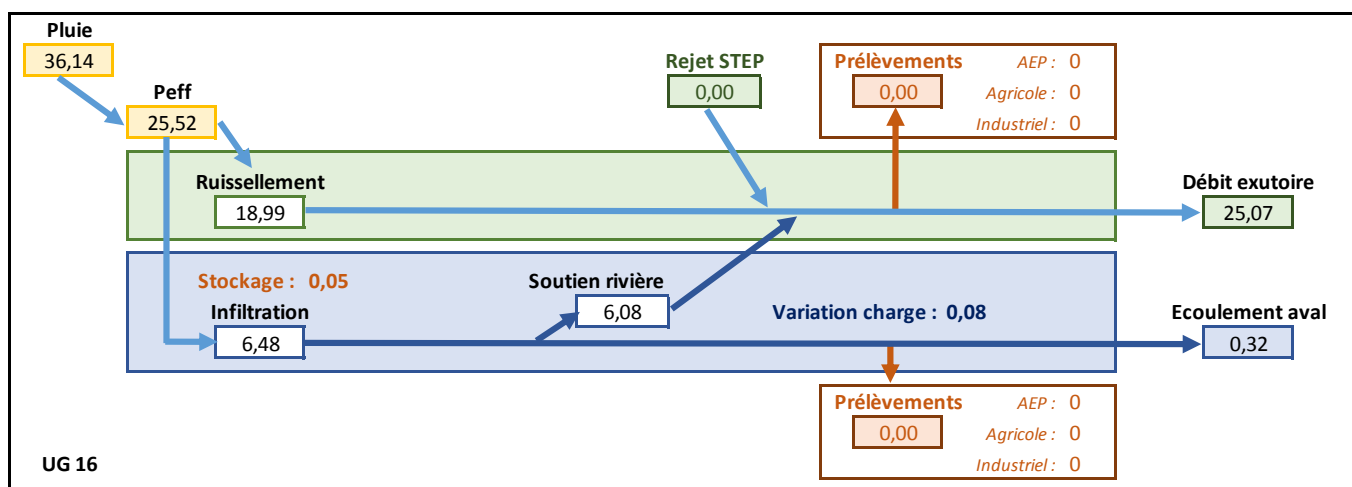 Pluie
36,14
Peff
25,52
Rejet STEP
0,00
Prélèvements
0,00
AEP : 0
Agricole : 0
Industriel : 0
Ruissellement
18,99
Débit exutoire
25,07
Stockage : 0,05
Infiltration
6,48
Soutien rivière
6,08
Variation charge : 0,08
Ecoulement aval
0,32
Prélèvements
0,00
AEP : 0
Agricole : 0
Industriel : 0
UG 16